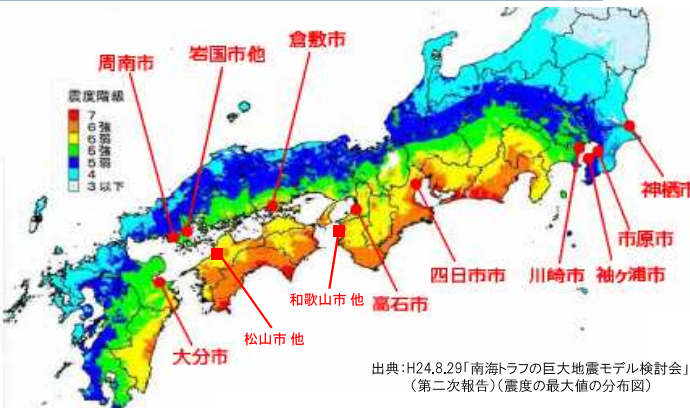 周南市
岩国市他
倉敷市
震度階級
7
6強
6弱
5強
5弱
4
3以下
神栖市
市原市
袖ヶ浦市
川崎市
四日市市
高石市
和歌山市 他
松山市 他
大分市
出典：H24.8.29「南海トラフの巨大地震モデル検討会」
（第二次報告）（震度の最大値の分布図）